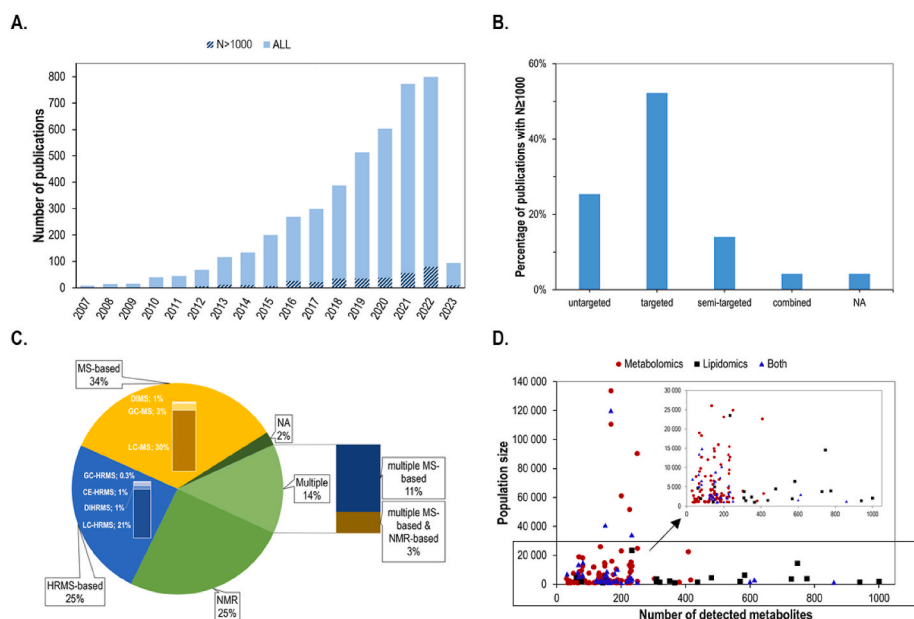 A.
N>1000 ALL
Number of publications
800
700
600
500
400
300
200
100
0
2007 2008 2009 2010 2011 2012 2013 2014 2015 2016 2017 2018 2019 2020 2021 2022 2023
B.
Percentage of publications with N≥1000
60%
40%
20%
0%
untargeted targeted semi-targeted combined NA
C.
MS-based
34%
DIMS; 1%
GC-MS; 3%
LC-MS; 30%
NA
2%
Multiple
14%
multiple MS-
based
11%
multiple MS-
based &
NMR-based
3%
GC-HRMS; 0.3%
CE-HRMS; 1%
DIHRMS; 1%
LC-HRMS; 21%
HRMS-based
25%
NMR
25%
D.
Metabolomics Lipidomics Both
Population size
140 000
120 000
100 000
80 000
60 000
40 000
20 000
0
0 200 400 600 800 1000
Number of detected metabolites
30 000
25 000
20 000
15 000
10 000
5 000
0
0 200 400 600 800 1000